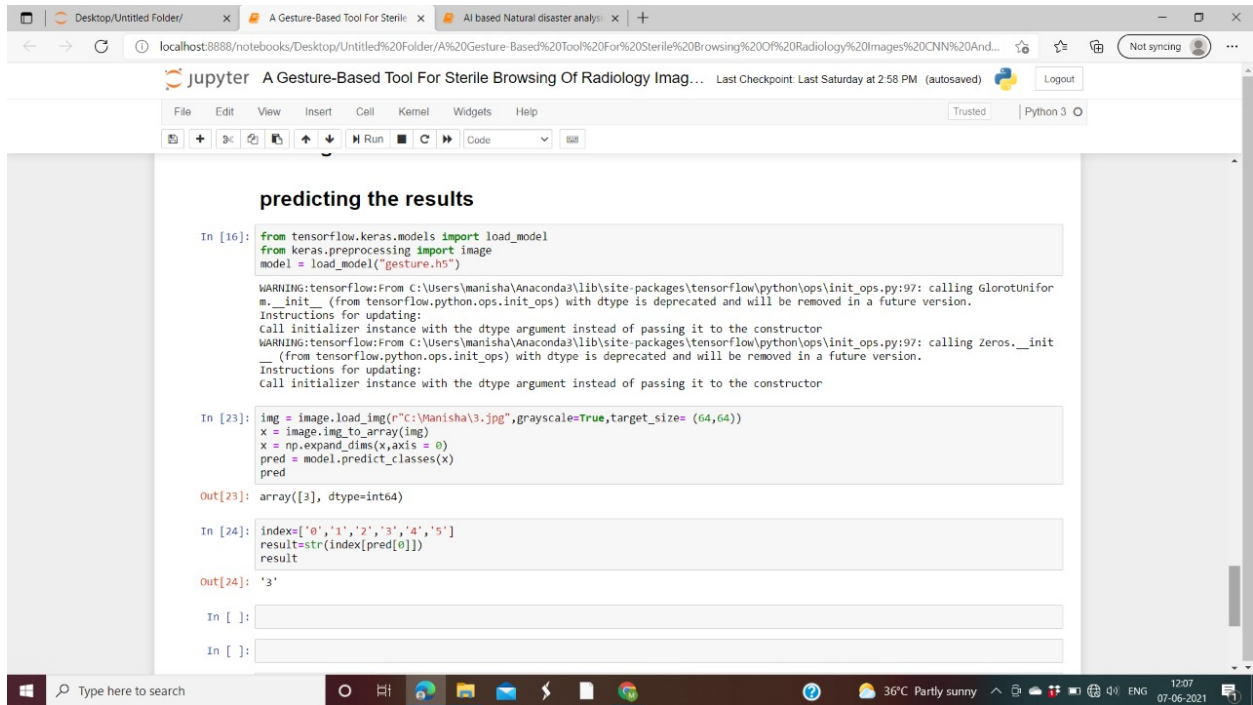 Desktop/Untitled Folder/
A Gesture-Based Tool For Sterile
AI based Natural disaster analysi
localhost:8888/notebooks/Desktop/Untitled%20Folder/A%20Gesture-Based%20Tool%20For%20Sterile%20Browsing%20Of%20Radiology%20Images%20CNN%20And...
Not syncing
jupyter A Gesture-Based Tool For Sterile Browsing Of Radiology Imag... Last Checkpoint: Last Saturday at 2:58 PM (autosaved)
Logout
File Edit View Insert Cell Kernel Widgets Help
Trusted
Python 3
Run
Code
predicting the results
In [16]: from tensorflow.keras.models import load_model
from keras.preprocessing import image
model = load_model("gesture.h5")
WARNING:tensorflow:From C:\Users\manisha\Anaconda3\lib\site-packages\tensorflow\python\ops\init_ops.py:97: calling GlorotUnifor
m.__init__ (from tensorflow.python.ops.init_ops) with dtype is deprecated and will be removed in a future version.
Instructions for updating:
Call initializer instance with the dtype argument instead of passing it to the constructor
WARNING:tensorflow:From C:\Users\manisha\Anaconda3\lib\site-packages\tensorflow\python\ops\init_ops.py:97: calling Zeros.__init
__ (from tensorflow.python.ops.init_ops) with dtype is deprecated and will be removed in a future version.
Instructions for updating:
Call initializer instance with the dtype argument instead of passing it to the constructor
In [23]: img = image.load_img(r"C:\Manisha\3.jpg",grayscale=True,target_size= (64,64))
x = image.img_to_array(img)
x = np.expand_dims(x,axis = 0)
pred = model.predict_classes(x)
pred
Out[23]: array([3], dtype=int64)
In [24]: index=['0','1','2','3','4','5']
result=str(index[pred[0]])
result
Out[24]: '3'
In [ ]:
In [ ]:
Type here to search
36°C Partly sunny
ENG
12:07
07-06-2021